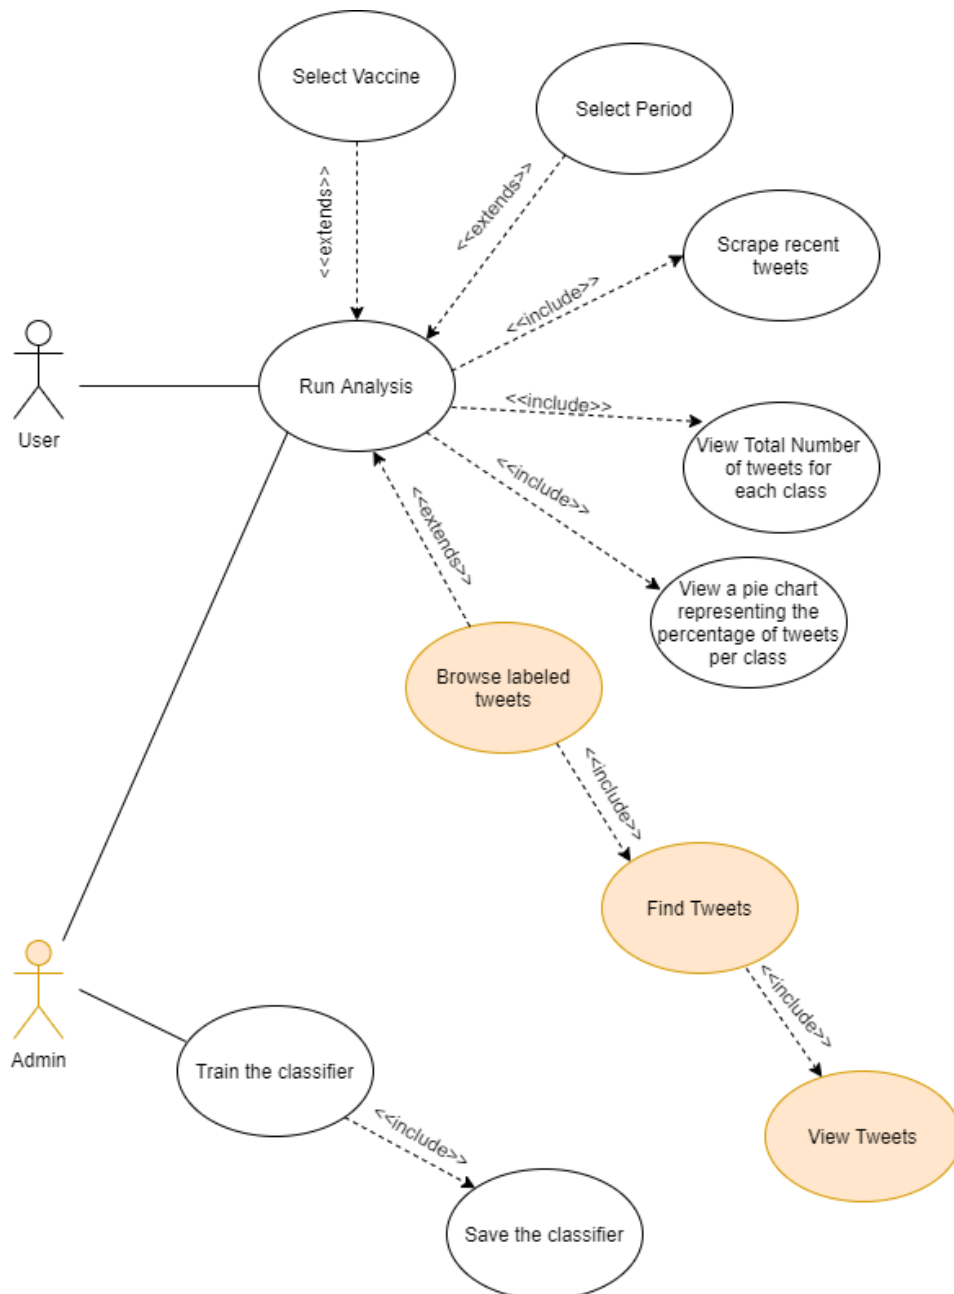 Select Vaccine
Select Period
<<extends>>
<<extends>>
Scrape recent
tweets
<<include>>
Run Analysis
User
<<include>>
View Total Number
of tweets for
each class
<<include>>
<<extends>>
View a pie chart
representing the
percentage of tweets
per class
Browse labeled
tweets
<<include>>
Find Tweets
<<include>>
Admin
Train the classifier
<<include>>
View Tweets
Save the classifier